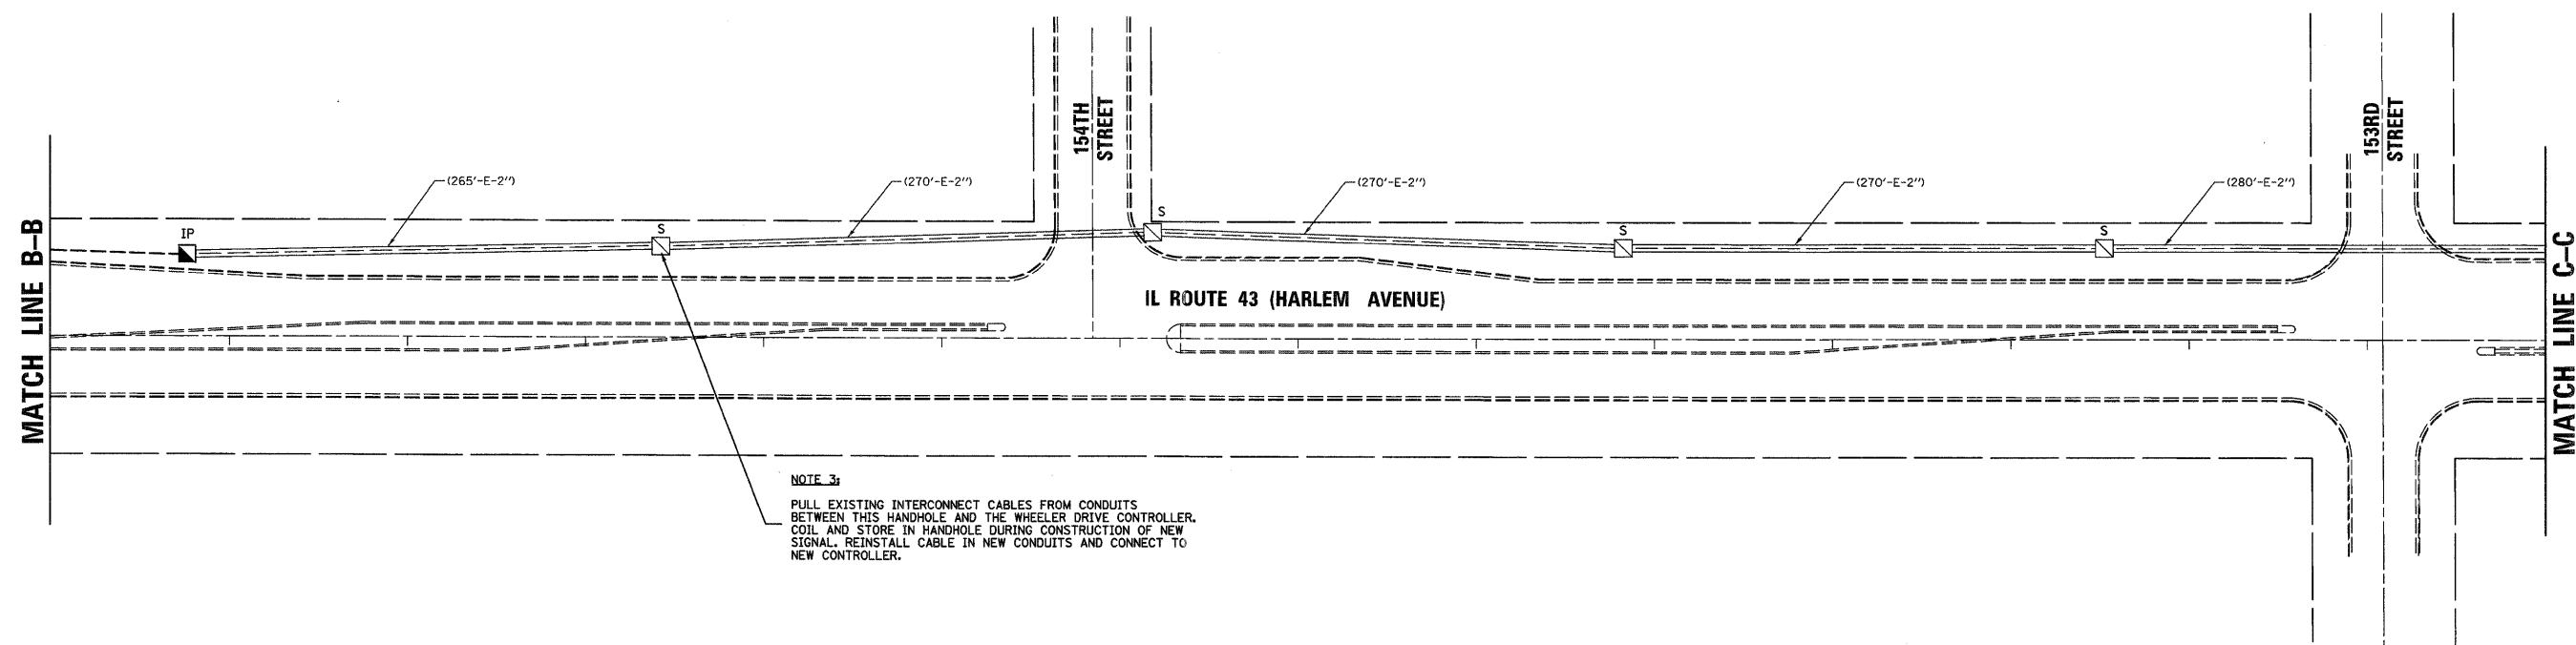 154TH
STREET
153RD
STREET
(265'-E-2")
(270'-E-2")
(270'-E-2")
(270'-E-2")
(280'-E-2")
IP
S
S
S
S
MATCH LINE B-B
IL ROUTE 43 (HARLEM AVENUE)
MATCH LINE C-C
NOTE 3:
PULL EXISTING INTERCONNECT CABLES FROM CONDUITS
BETWEEN THIS HANDHOLE AND THE WHEELER DRIVE CONTROLLER.
COIL AND STORE IN HANDHOLE DURING CONSTRUCTION OF NEW
SIGNAL. REINSTALL CABLE IN NEW CONDUITS AND CONNECT TO
NEW CONTROLLER.